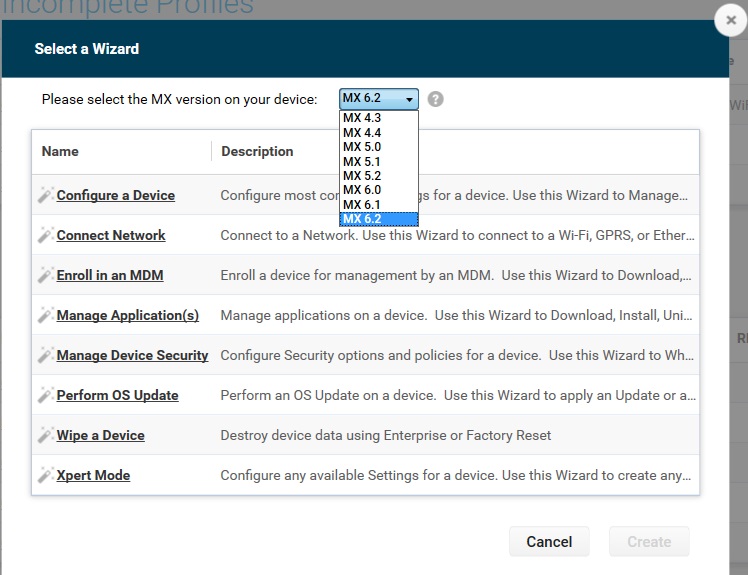 Incomplete Profiles
Select a Wizard
Please select the MX version on your device: MX 6.2 ?
MX 4.3
MX 4.4
MX 5.0
MX 5.1
MX 5.2
MX 6.0
MX 6.1
MX 6.2
Name Description
Configure a Device Configure most gs for a device. Use this Wizard to Manage...
Connect Network Connect to a Network. Use this Wizard to connect to a Wi-Fi, GPRS, or Ether...
Enroll in an MDM Enroll a device for management by an MDM. Use this Wizard to Download,...
Manage Application(s) Manage applications on a device. Use this Wizard to Download, Install, Uni...
Manage Device Security Configure Security options and policies for a device. Use this Wizard to Wh...
Perform OS Update Perform an OS Update on a device. Use this Wizard to apply an Update or a...
Wipe a Device Destroy device data using Enterprise or Factory Reset
Xpert Mode Configure any available Settings for a device. Use this Wizard to create any...
Cancel Create